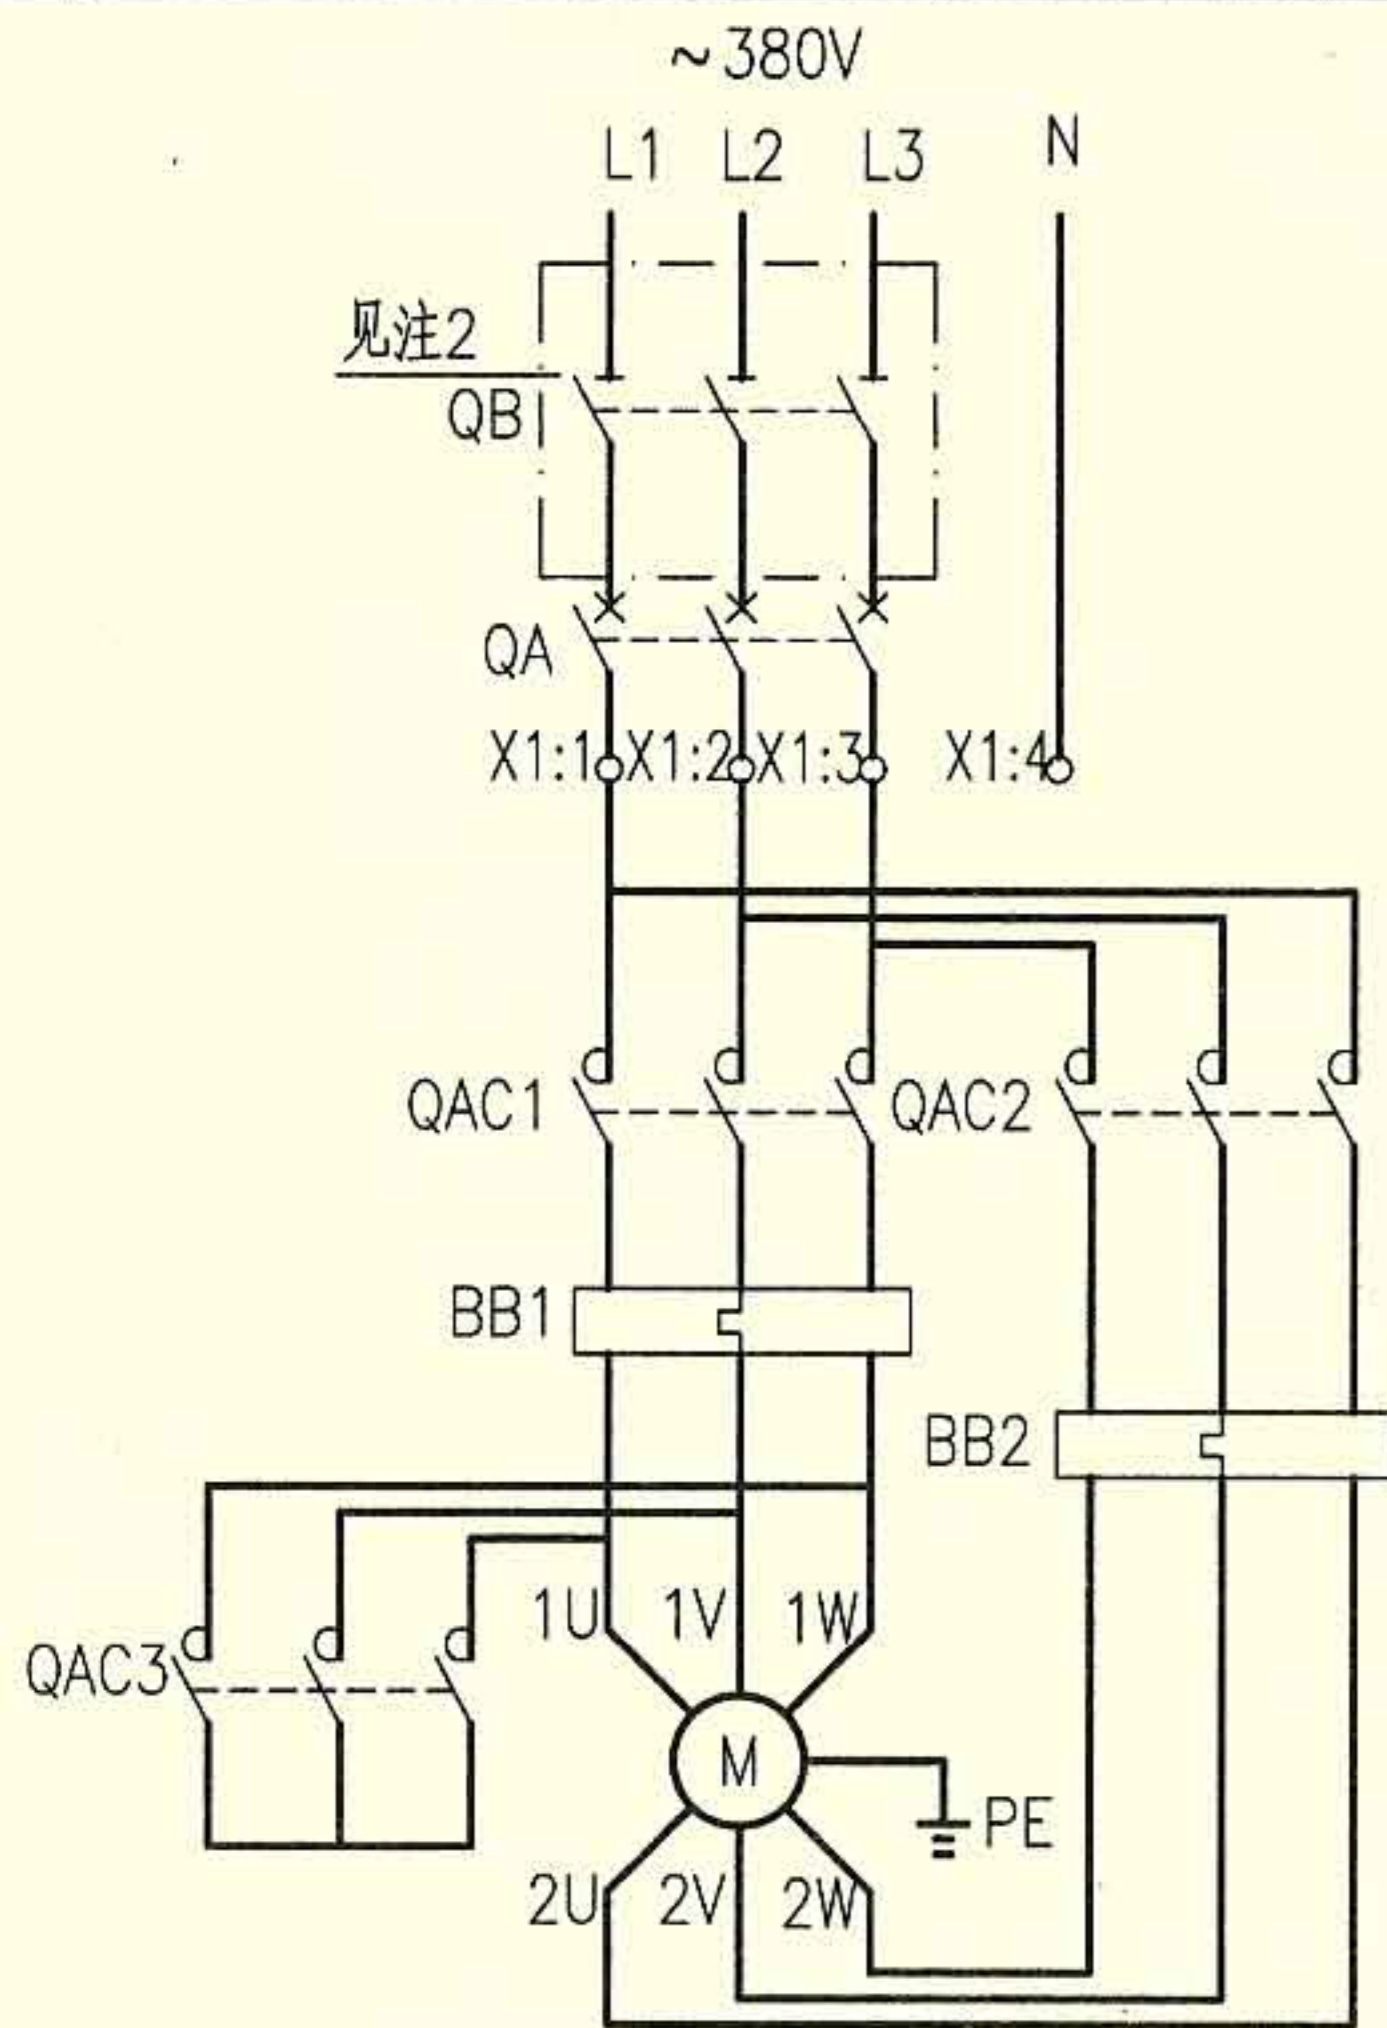 ~380V
L1 L2 L3 N
见注2
QB
QA
X1:1 X1:2 X1:3 X1:4
QAC1 QAC2
BB1
BB2
1U 1V 1W
QAC3
M
PE
2U 2V 2W